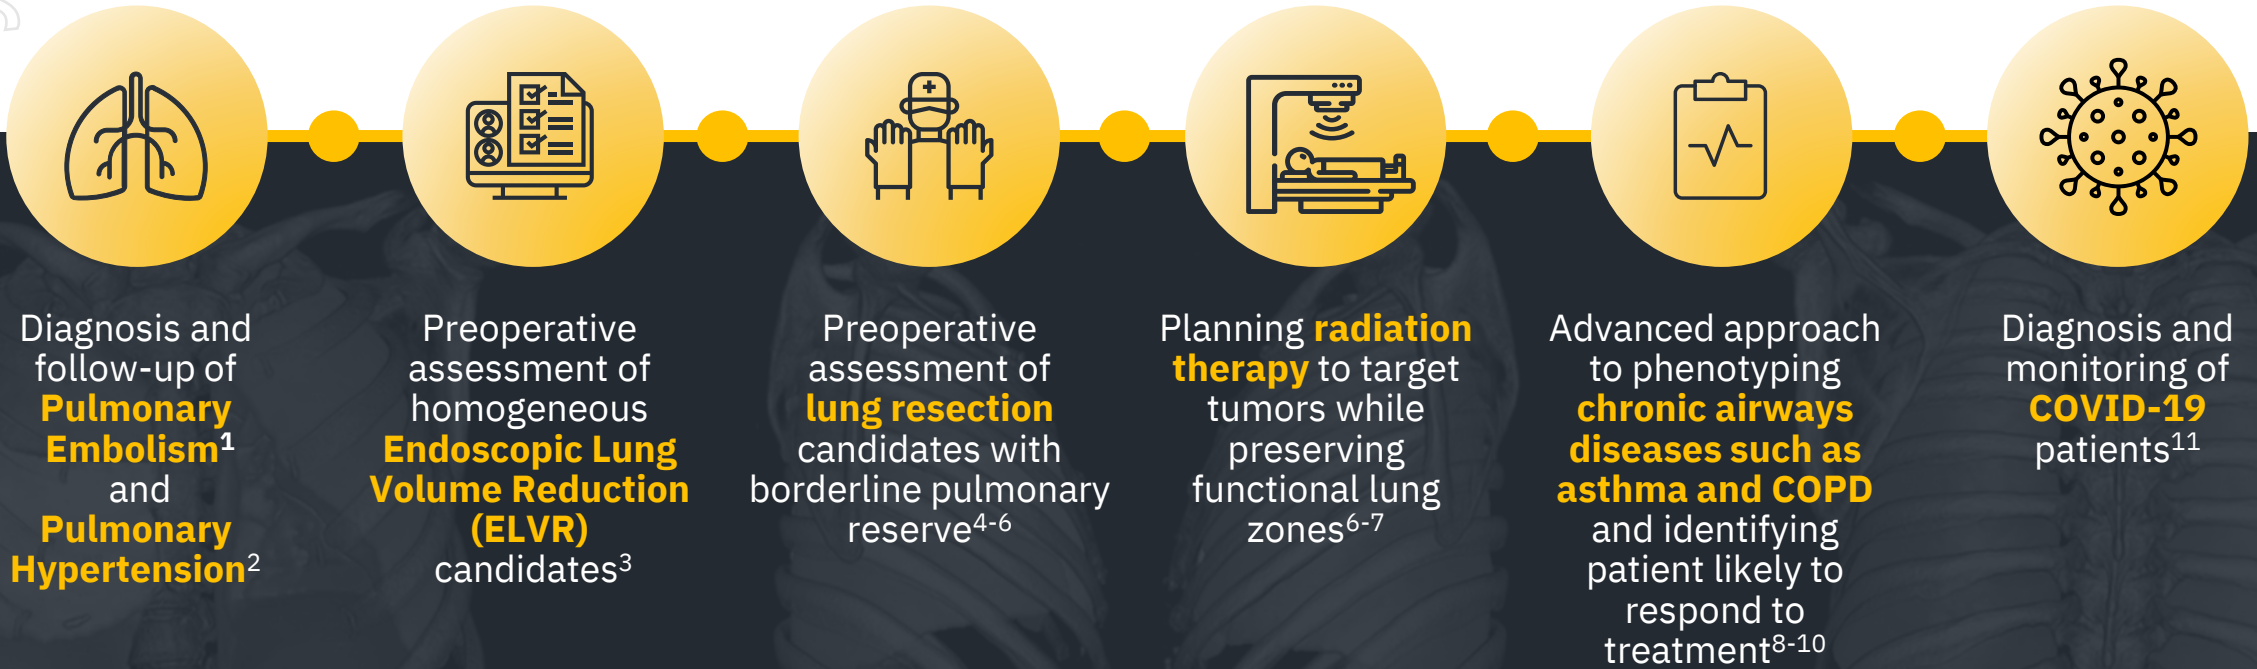 Diagnosis and
follow-up of
Pulmonary
Embolism¹
and
Pulmonary
Hypertension²
Preoperative
assessment of
homogeneous
Endoscopic Lung
Volume Reduction
(ELVR)
candidates³
Preoperative
assessment of
lung resection
candidates with
borderline pulmonary
reserve⁴⁻⁶
Planning radiation
therapy to target
tumors while
preserving
functional lung
zones⁶⁻⁷
Advanced approach
to phenotyping
chronic airways
diseases such as
asthma and COPD
and identifying
patient likely to
respond to
treatment⁸⁻¹⁰
Diagnosis and
monitoring of
COVID-19
patients¹¹